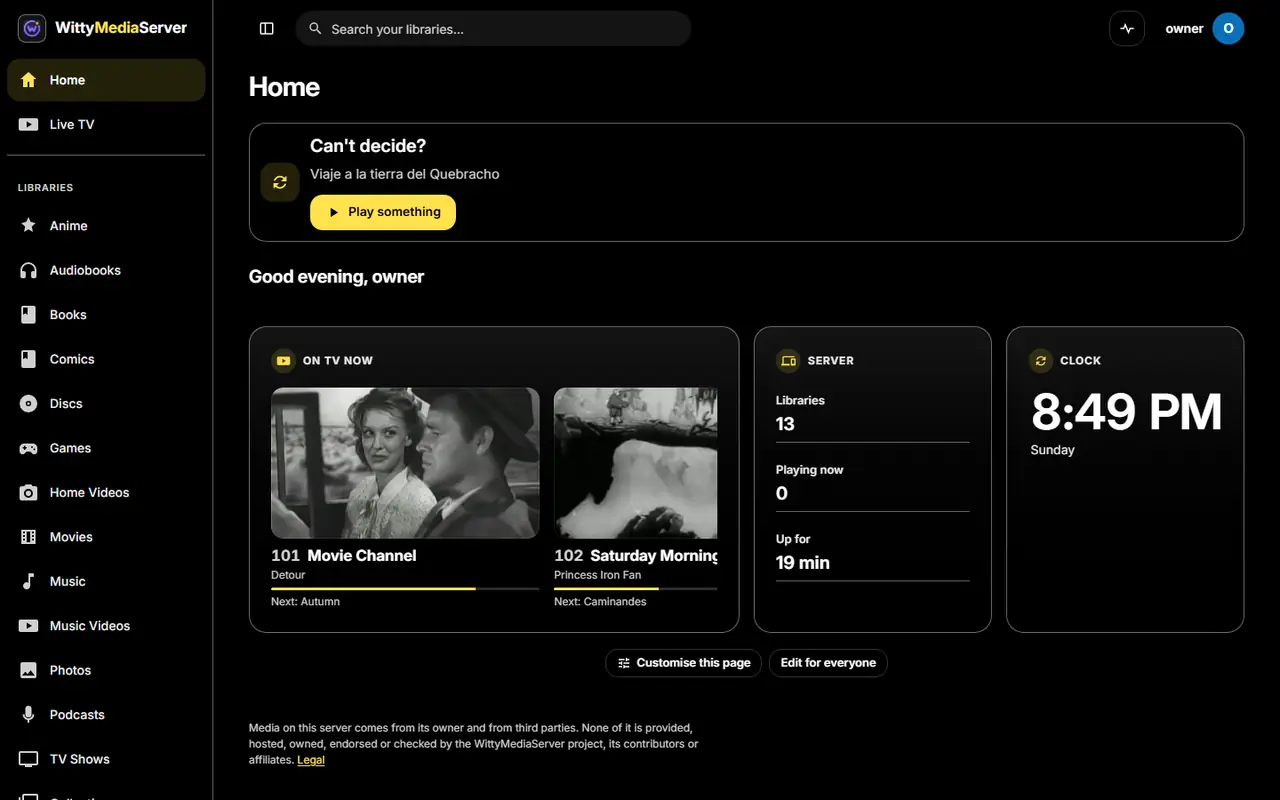 WittyMediaServer
Search your libraries...
owner
O
Home
Live TV
LIBRARIES
Anime
Audiobooks
Books
Comics
Discs
Games
Home Videos
Movies
Music
Music Videos
Photos
Podcasts
TV Shows
Home
Can't decide?
Viaje a la tierra del Quebracho
Play something
Good evening, owner
ON TV NOW
101 Movie Channel
Detour
Next: Autumn
102 Saturday Morning
Princess Iron Fan
Next: Caminandes
SERVER
Libraries
13
Playing now
0
Up for
19 min
CLOCK
8:49 PM
Sunday
Customise this page
Edit for everyone
Media on this server comes from its owner and from third parties. None of it is provided,
hosted, owned, endorsed or checked by the WittyMediaServer project, its contributors or
affiliates. Legal